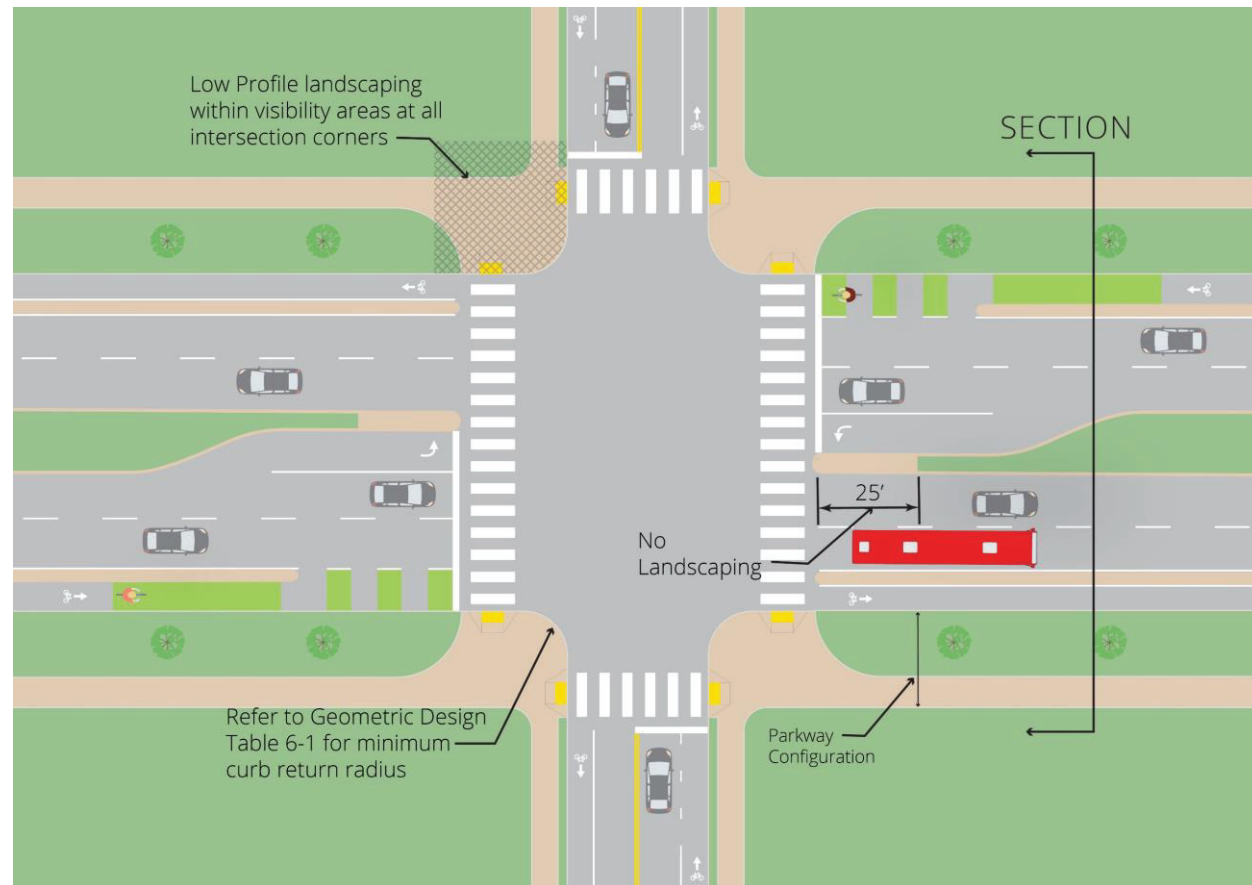 Low Profile landscaping
within visibility areas at all
intersection corners
SECTION
25'
No
Landscaping
Refer to Geometric Design
Table 6-1 for minimum
curb return radius
Parkway
Configuration